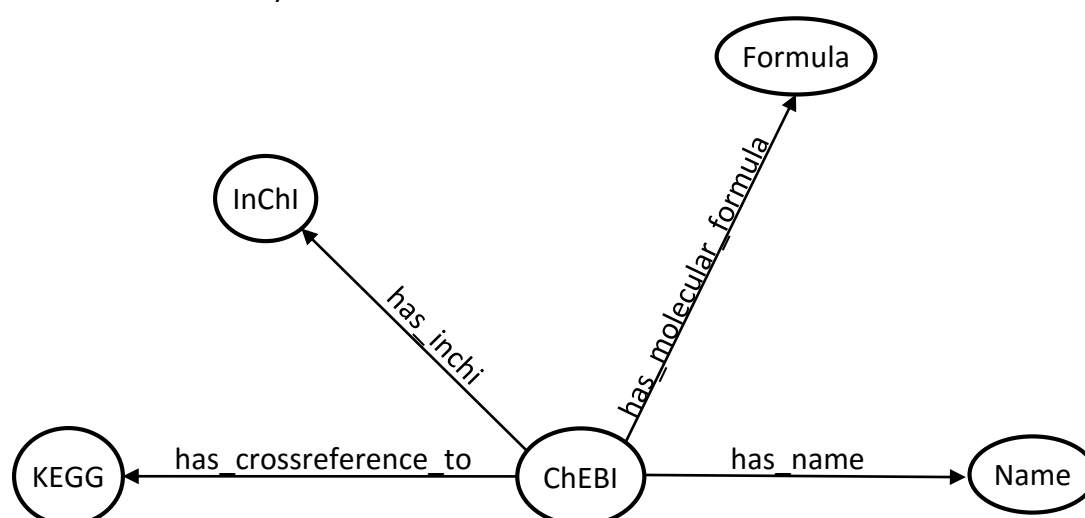 Formula
InChI
has_molecular_formula
has_inchi
KEGG
has_crossreference_to
ChEBI
has_name
Name